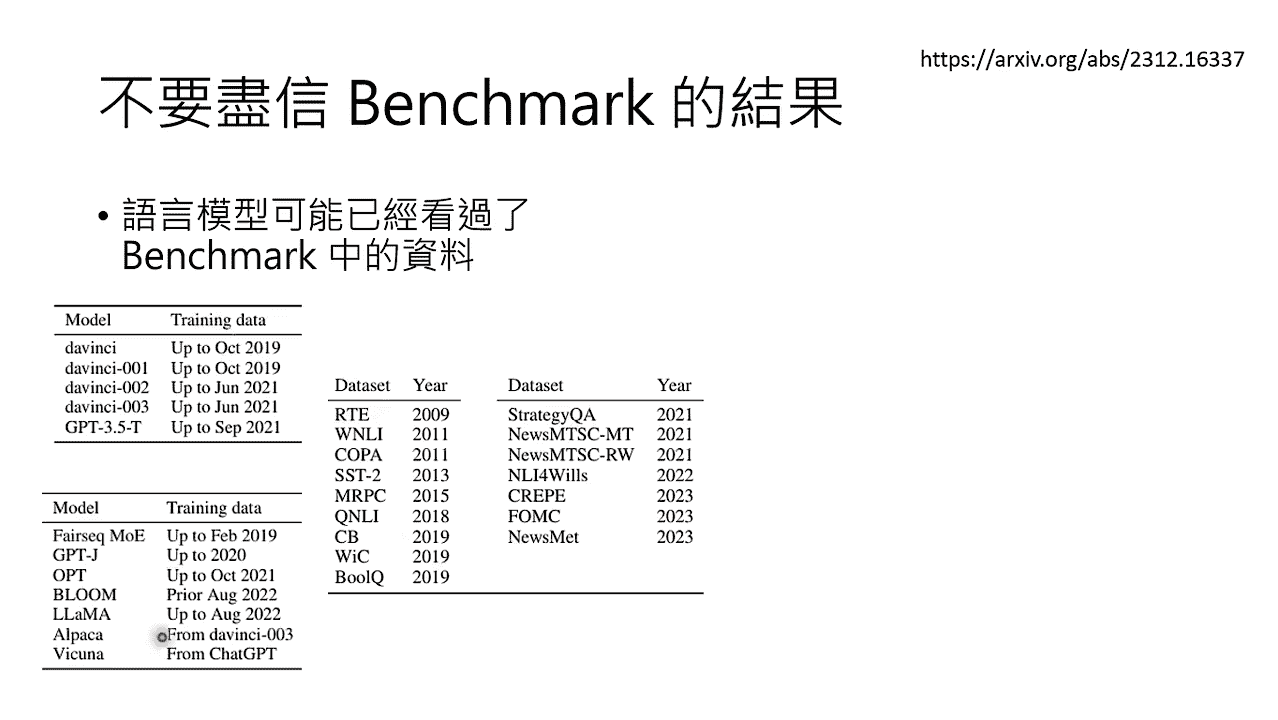 https://arxiv.org/abs/2312.16337
不要盡信 Benchmark 的結果
• 語言模型可能已經看過了
Benchmark 中的資料
Model Training data
davinci Up to Oct 2019
davinci-001 Up to Oct 2019
davinci-002 Up to Jun 2021
davinci-003 Up to Jun 2021
GPT-3.5-T Up to Sep 2021
Model Training data
Fairseq MoE Up to Feb 2019
GPT-J Up to 2020
OPT Up to Oct 2021
BLOOM Prior Aug 2022
LLaMA Up to Aug 2022
Alpaca From davinci-003
Vicuna From ChatGPT
Dataset Year Dataset Year
RTE 2009 StrategyQA 2021
WNLI 2011 NewsMTSC-MT 2021
COPA 2011 NewsMTSC-RW 2021
SST-2 2013 NLI4Wills 2022
MRPC 2015 CREPE 2023
QNLI 2018 FOMC 2023
CB 2019 NewsMet 2023
WiC 2019
BoolQ 2019